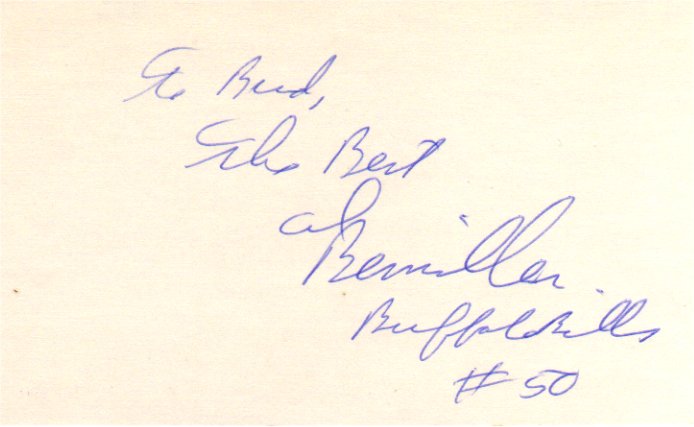 To Bud,
The Best
Al
Bemiller
Buffalo Bills
# 50